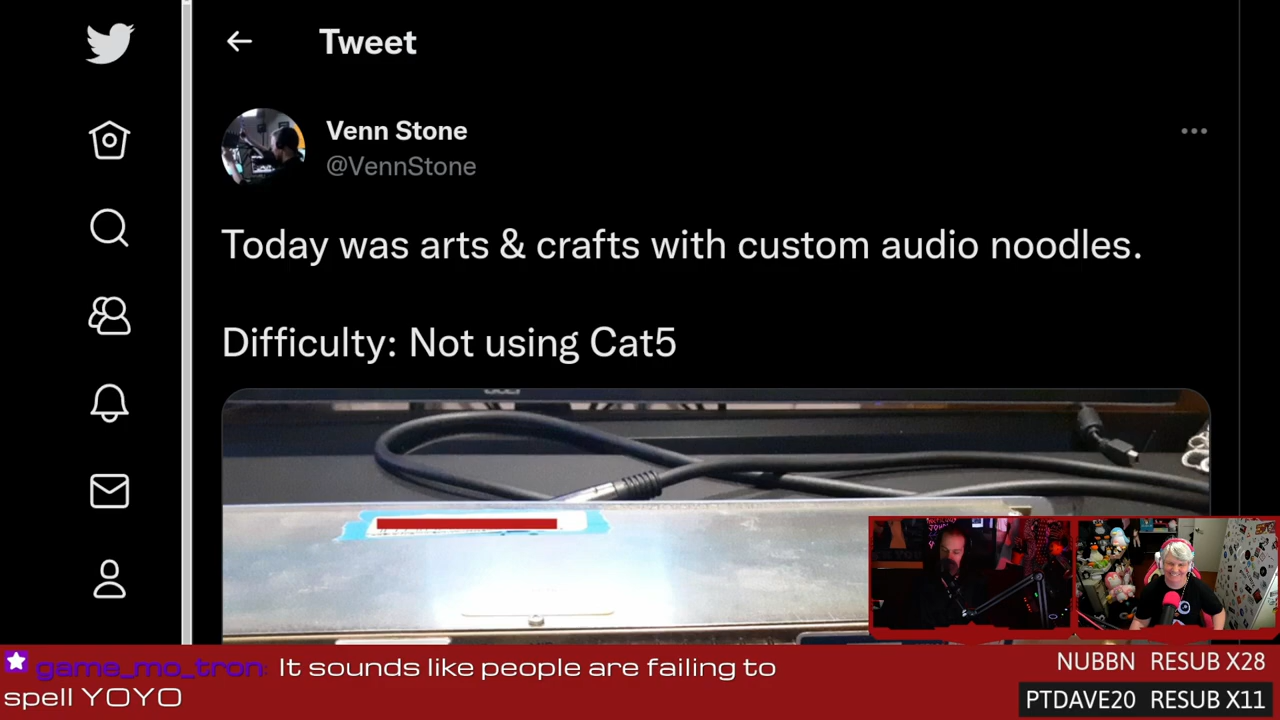 Tweet
Venn Stone
@VennStone
Today was arts & crafts with custom audio noodles.
Difficulty: Not using Cat5
game_mo_tron: It sounds like people are failing to
spell YOYO
NUBBN RESUB X28
PTDAVE20 RESUB X11